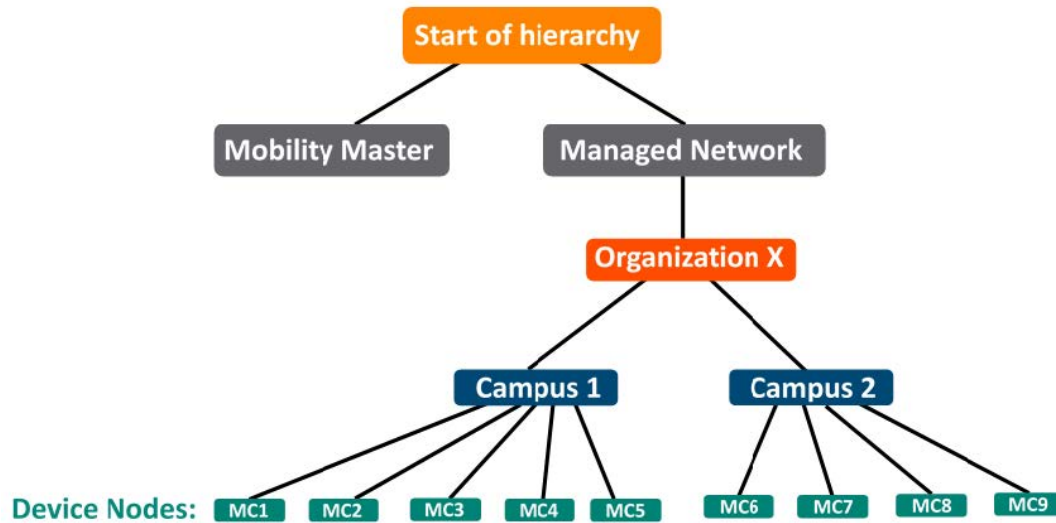 Start of hierarchy
Mobility Master
Managed Network
Organization X
Campus 1
Campus 2
Device Nodes:
MC1
MC2
MC3
MC4
MC5
MC6
MC7
MC8
MC9